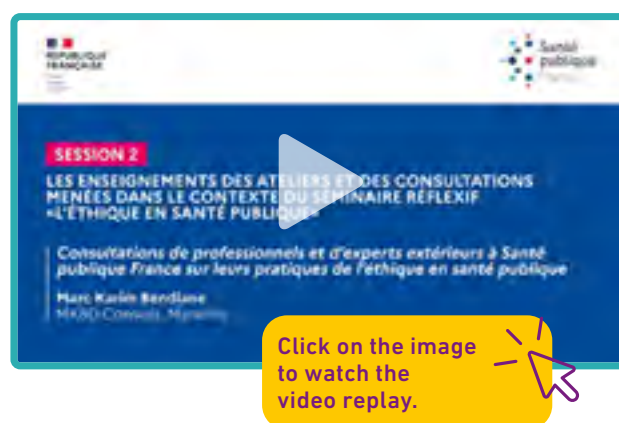 RÉPUBLIQUE
FRANÇAISE
Santé
publique
SESSION 2
LES ENSEIGNEMENTS DES ATELIERS ET DES CONSULTATIONS
MENÉES DANS LE CONTEXTE DU SÉMINAIRE RÉFLEXIF
«L'ÉTHIQUE EN SANTÉ PUBLIQUE»
Consultations de professionnels et d'experts extérieurs à Santé
publique France sur leurs pratiques de l'éthique en santé publique
Marc Karim Bendiane
Click on the image
to watch the
video replay.